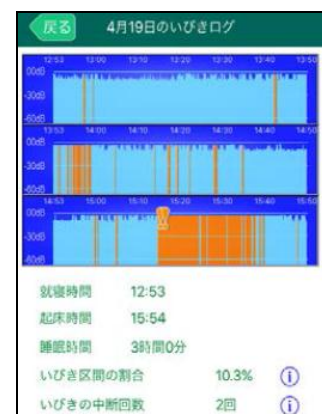 戻る 4月19日のいびきログ
12:53 13:00 13:10 13:20 13:30 13:40 13:50
00dB
-30dB
-60dB
13:53 14:00 14:10 14:20 14:30 14:40 14:50
00dB
-30dB
-60dB
14:53 15:00 15:10 15:20 15:30 15:40 15:50
00dB
-30dB
-60dB
就寝時間 12:53
起床時間 15:54
睡眠時間 3時間0分
いびき区間の割合 10.3% i
いびきの中断回数 2回 i